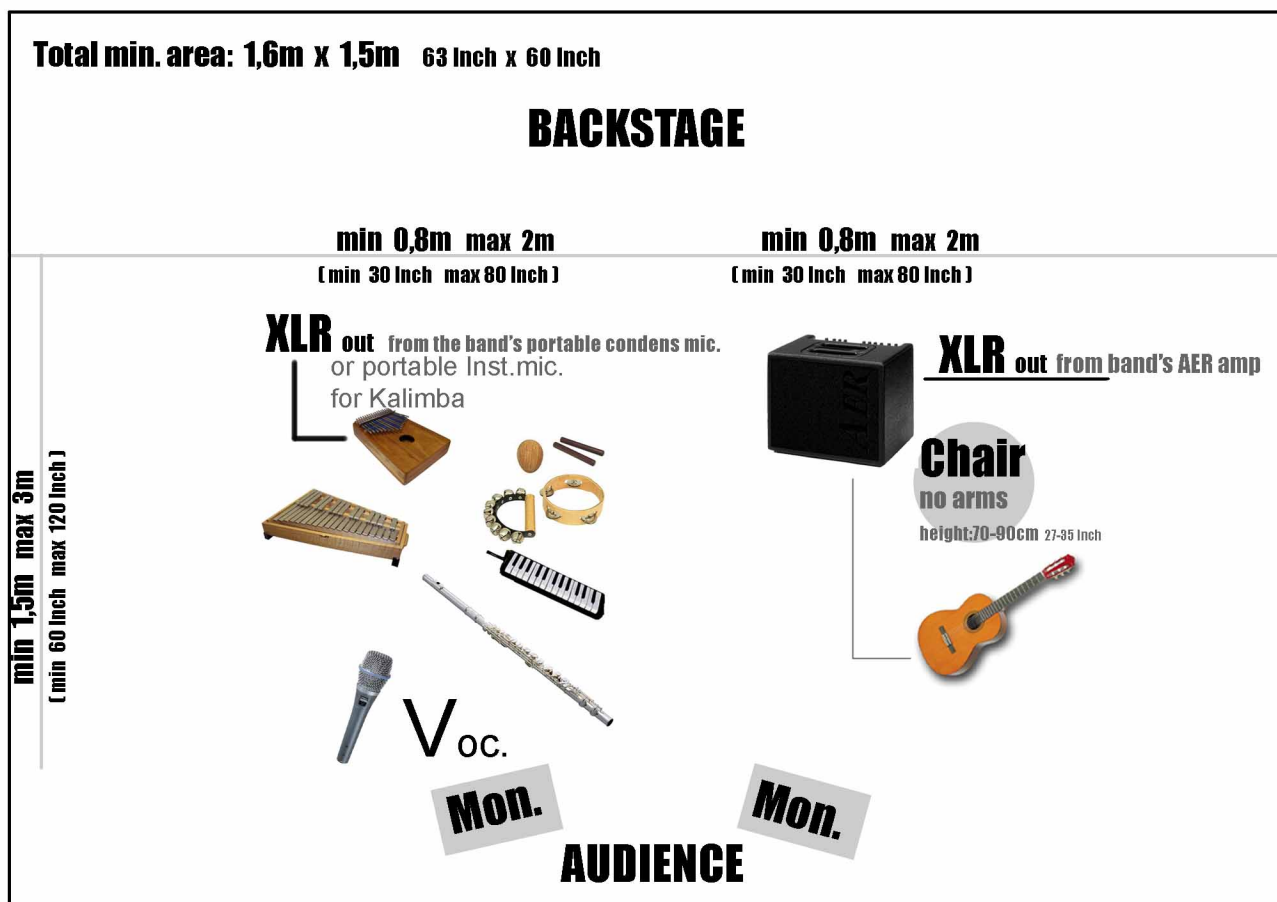 Total min. area: 1,6m x 1,5m 63 Inch x 60 Inch
BACKSTAGE
min 0,8m max 2m
( min 30 Inch max 80 Inch )
min 0,8m max 2m
( min 30 Inch max 80 Inch )
XLR out from the band's portable condens mic.
or portable Inst.mic.
for Kalimba
AER
XLR out from band's AER amp
Chair
no arms
height:70-90cm 27-35 Inch
min 1,5m max 3m
( min 60 Inch max 120 Inch )
Voc.
Mon.
Mon.
AUDIENCE